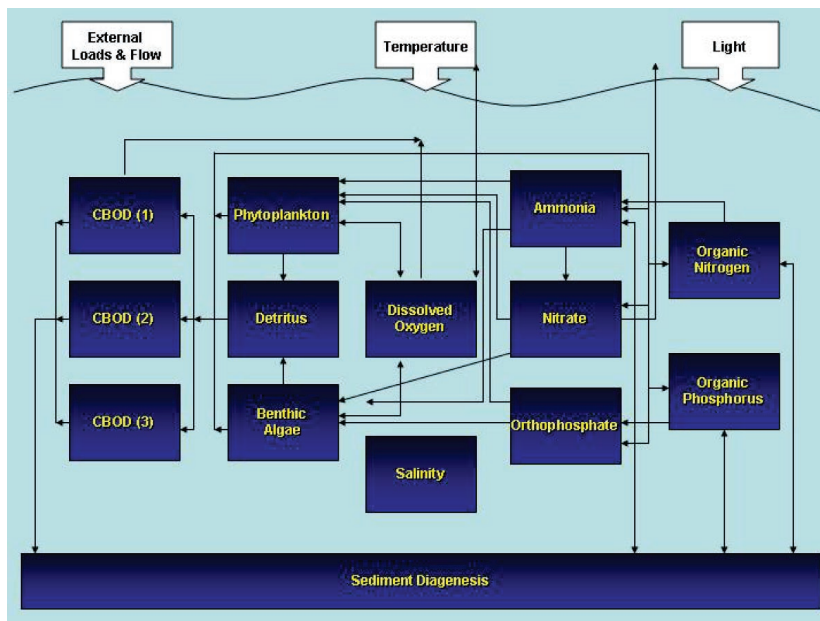 External
Loads & Flow
Temperature
Light
CBOD (1)
Phytoplankton
Ammonia
Organic
Nitrogen
CBOD (2)
Detritus
Dissolved
Oxygen
Nitrate
CBOD (3)
Benthic
Algae
Orthophosphate
Organic
Phosphorus
Salinity
Sediment Diagenesis